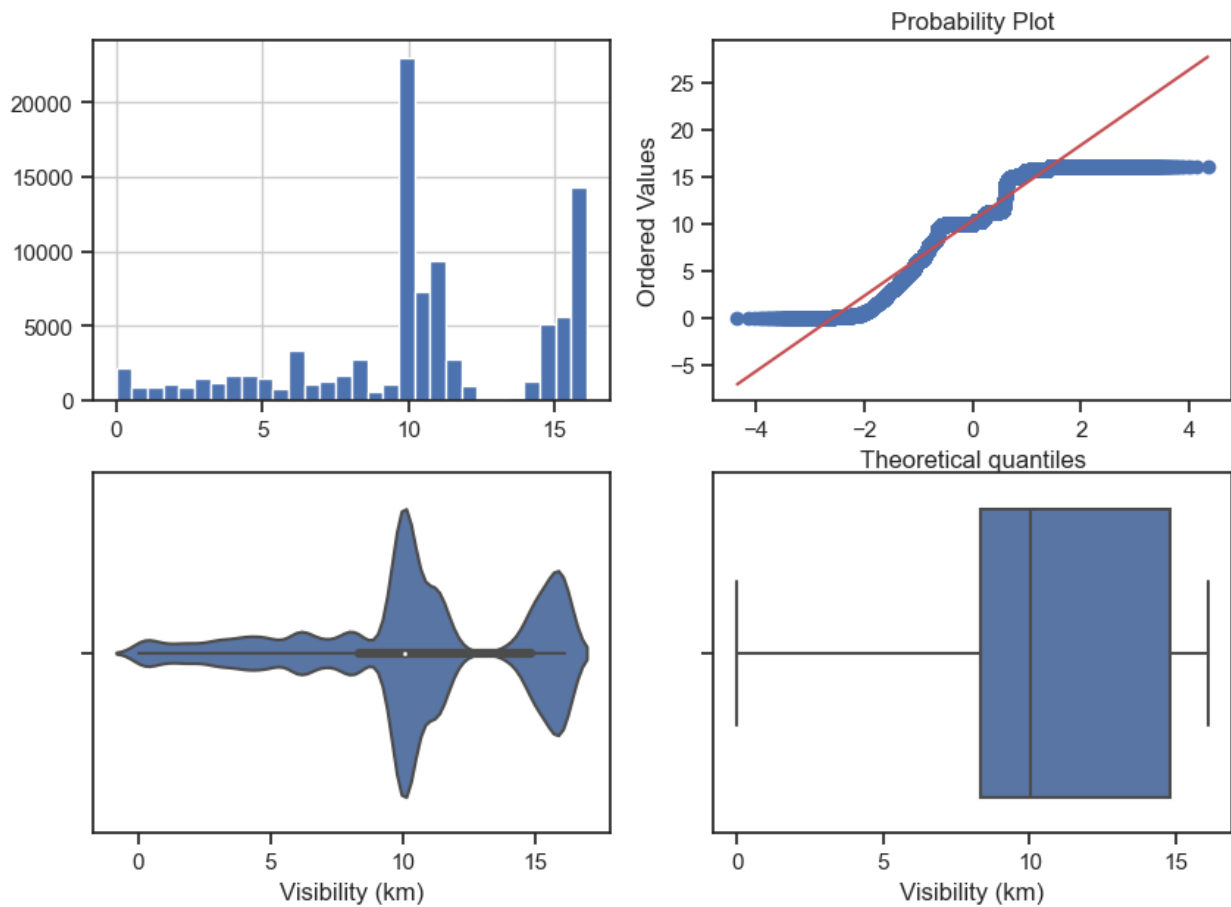 20000
15000
10000
5000
0
0 5 10 15
Probability Plot
Ordered Values
25
20
15
10
5
0
−5
−4 −2 0 2 4
Theoretical quantiles
0 5 10 15
Visibility (km)
0 5 10 15
Visibility (km)